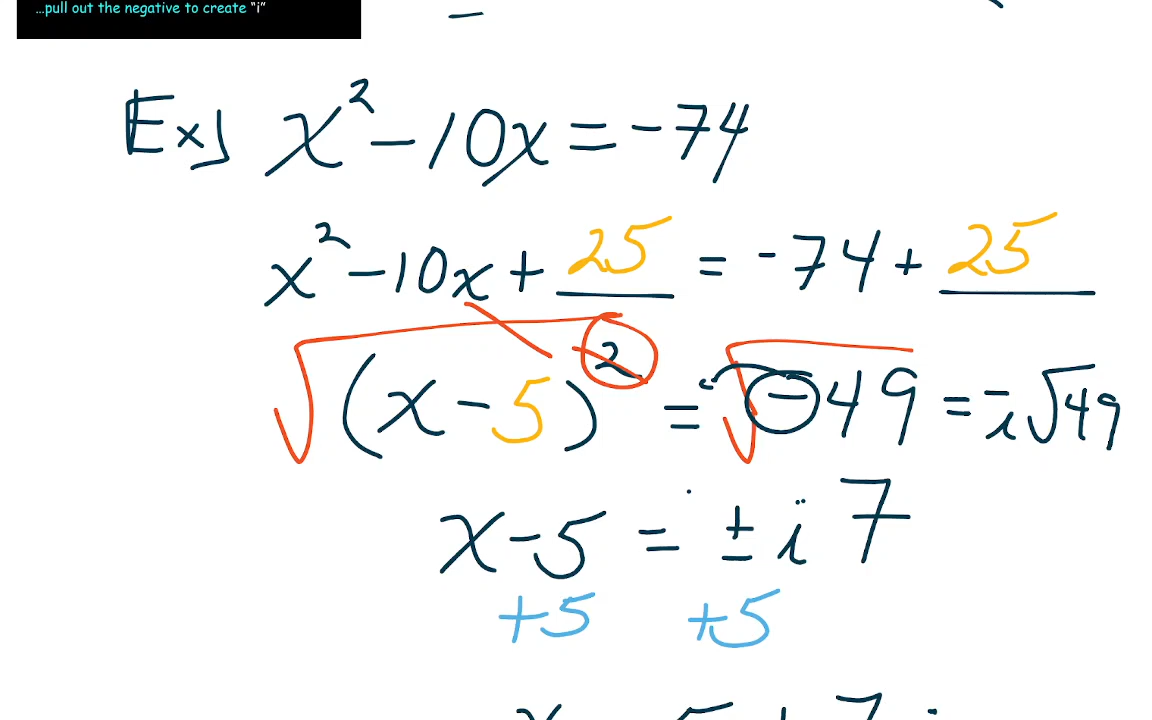 …pull out the negative to create "i"
Ex) x² - 10x = -74
x² - 10x + 25 = -74 + 25
√(x - 5)² = √-49 = i√49
x - 5 = ± i 7
+5 +5